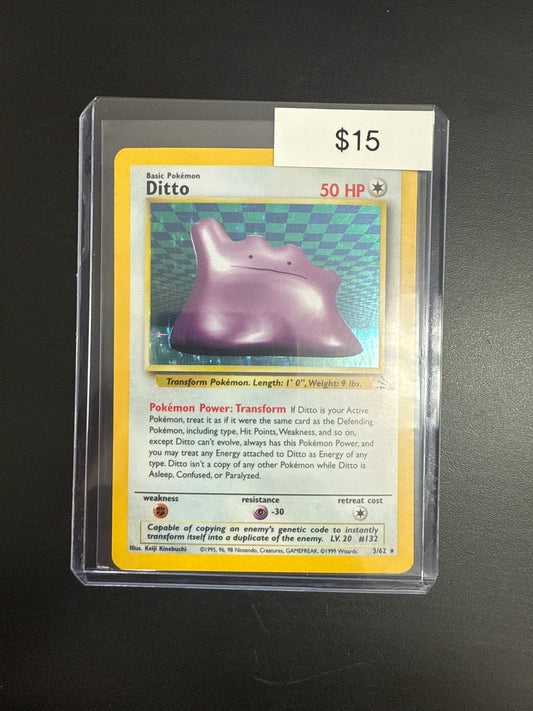 $15
Basic Pokémon
Ditto
50 HP
Transform Pokémon. Length: 1' 0", Weight: 9 lbs.
Pokémon Power: Transform If Ditto is your Active
Pokémon, treat it as if it were the same card as the Defending
Pokémon, including type, Hit Points, Weakness, and so on,
except Ditto can't evolve, always has this Pokémon Power, and
you may treat any Energy attached to Ditto as Energy of any
type. Ditto isn't a copy of any other Pokémon while Ditto is
Asleep, Confused, or Paralyzed.
weakness resistance retreat cost
-30
Capable of copying an enemy's genetic code to instantly
transform itself into a duplicate of the enemy. LV. 20 #132
Illus. Keiji Kinebuchi ©1995, 96, 98 Nintendo, Creatures, GAMEFREAK. ©1999 Wizards. 3/62 ★